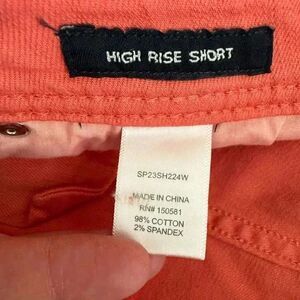 HIGH RISE SHORT
SP23SH224W
MADE IN CHINA
RN# 150581
98% COTTON
2% SPANDEX